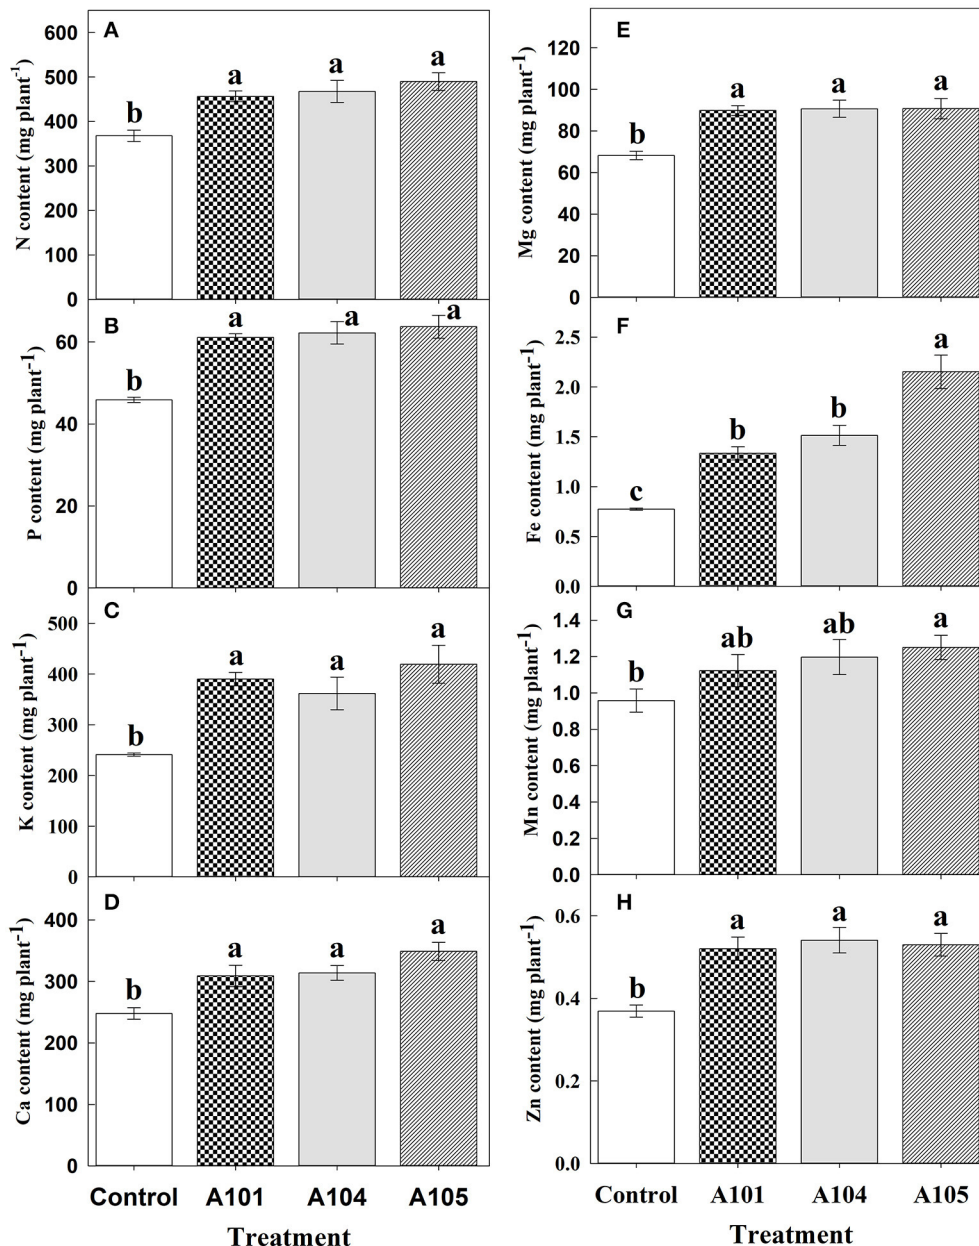 A
N content (mg plant-1)
600
500
400
300
200
100
0
b
a
a
a
B
P content (mg plant-1)
60
40
20
0
b
a
a
a
C
K content (mg plant-1)
500
400
300
200
100
0
b
a
a
a
D
Ca content (mg plant-1)
400
300
200
100
0
b
a
a
a
Control A101 A104 A105
Treatment
E
Mg content (mg plant-1)
120
100
80
60
40
20
0
b
a
a
a
F
Fe content (mg plant-1)
2.5
2.0
1.5
1.0
0.5
0.0
c
b
b
a
G
Mn content (mg plant-1)
1.4
1.2
1.0
0.8
0.6
0.4
0.2
0.0
b
ab
ab
a
H
Zn content (mg plant-1)
0.6
0.4
0.2
0.0
b
a
a
a
Control A101 A104 A105
Treatment